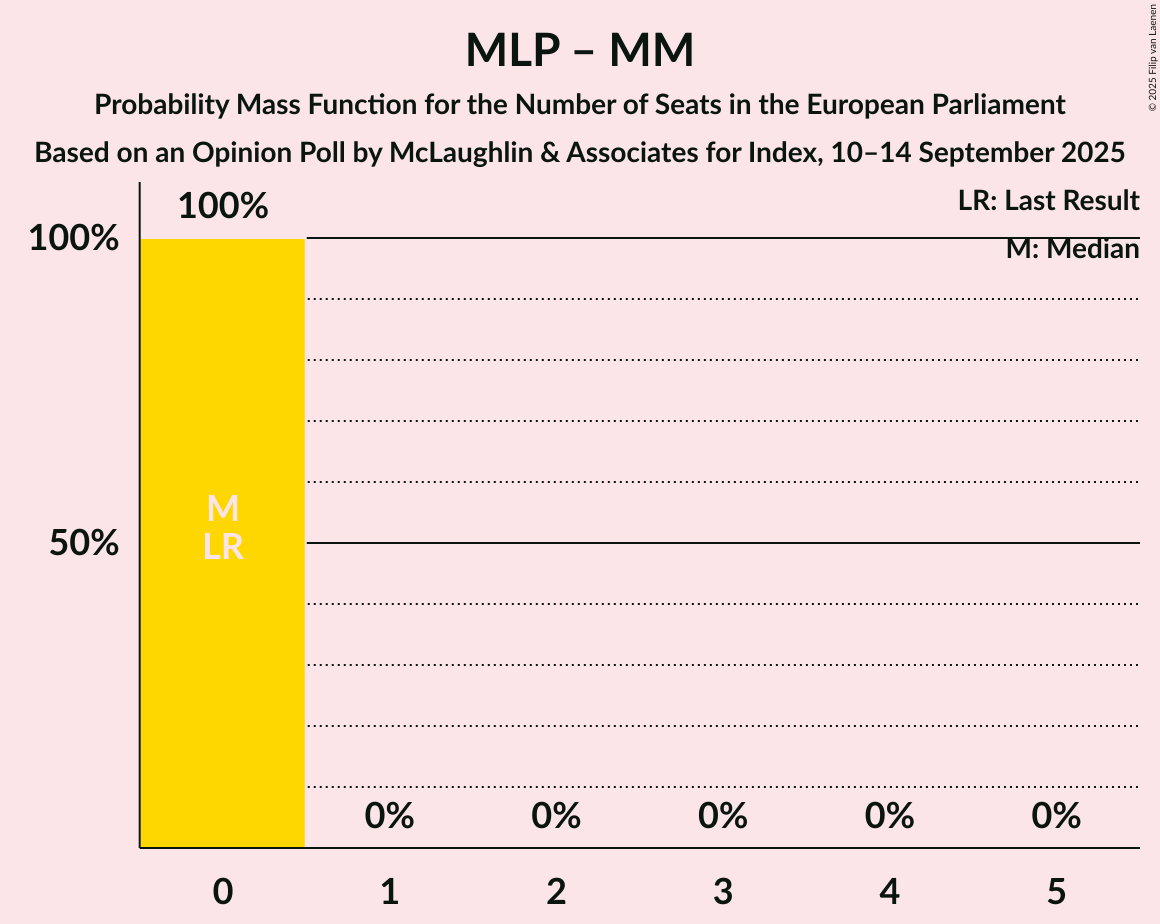 MLP – MM
Probability Mass Function for the Number of Seats in the European Parliament
Based on an Opinion Poll by McLaughlin & Associates for Index, 10–14 September 2025
© 2025 Filip van Laenen
LR: Last Result
M: Median
100%
100%
50%
M
LR
0% 0% 0% 0% 0%
0 1 2 3 4 5